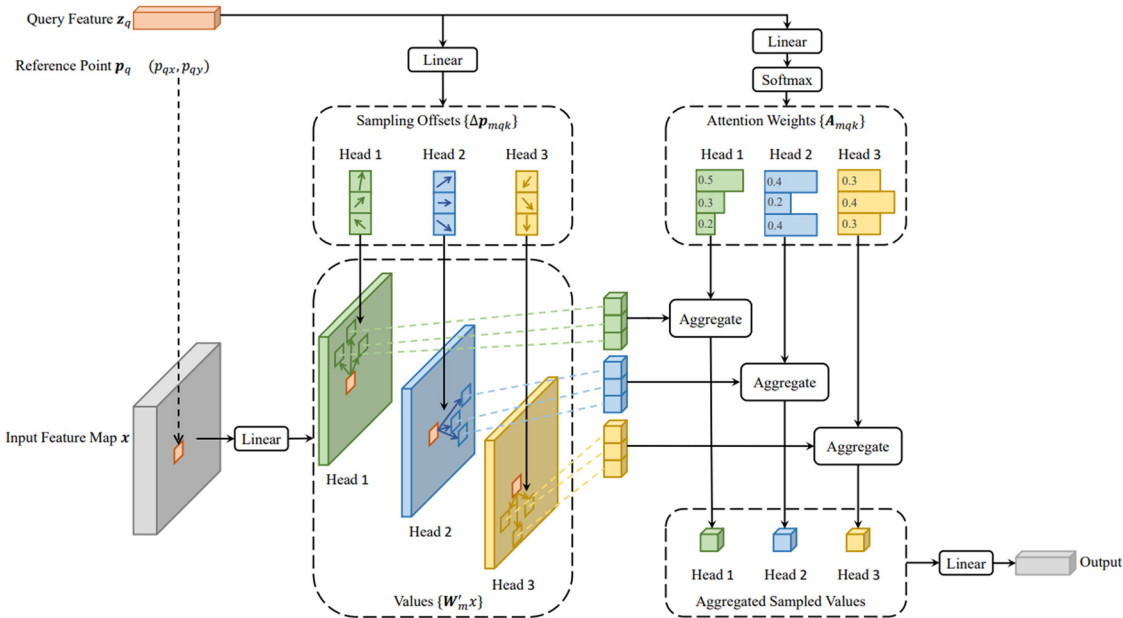 Query Feature z_q
Linear
Linear
Reference Point p_q (p_qx, p_qy)
Softmax
Sampling Offsets {Δp_mqk}
Attention Weights {A_mqk}
Head 1 Head 2 Head 3
Head 1 Head 2 Head 3
0.5 0.4 0.3
0.3 0.2 0.4
0.2 0.4 0.3
Aggregate
Aggregate
Aggregate
Input Feature Map x
Linear
Head 1
Head 2
Head 3
Values {W'_m x}
Head 1 Head 2 Head 3
Aggregated Sampled Values
Linear
Output